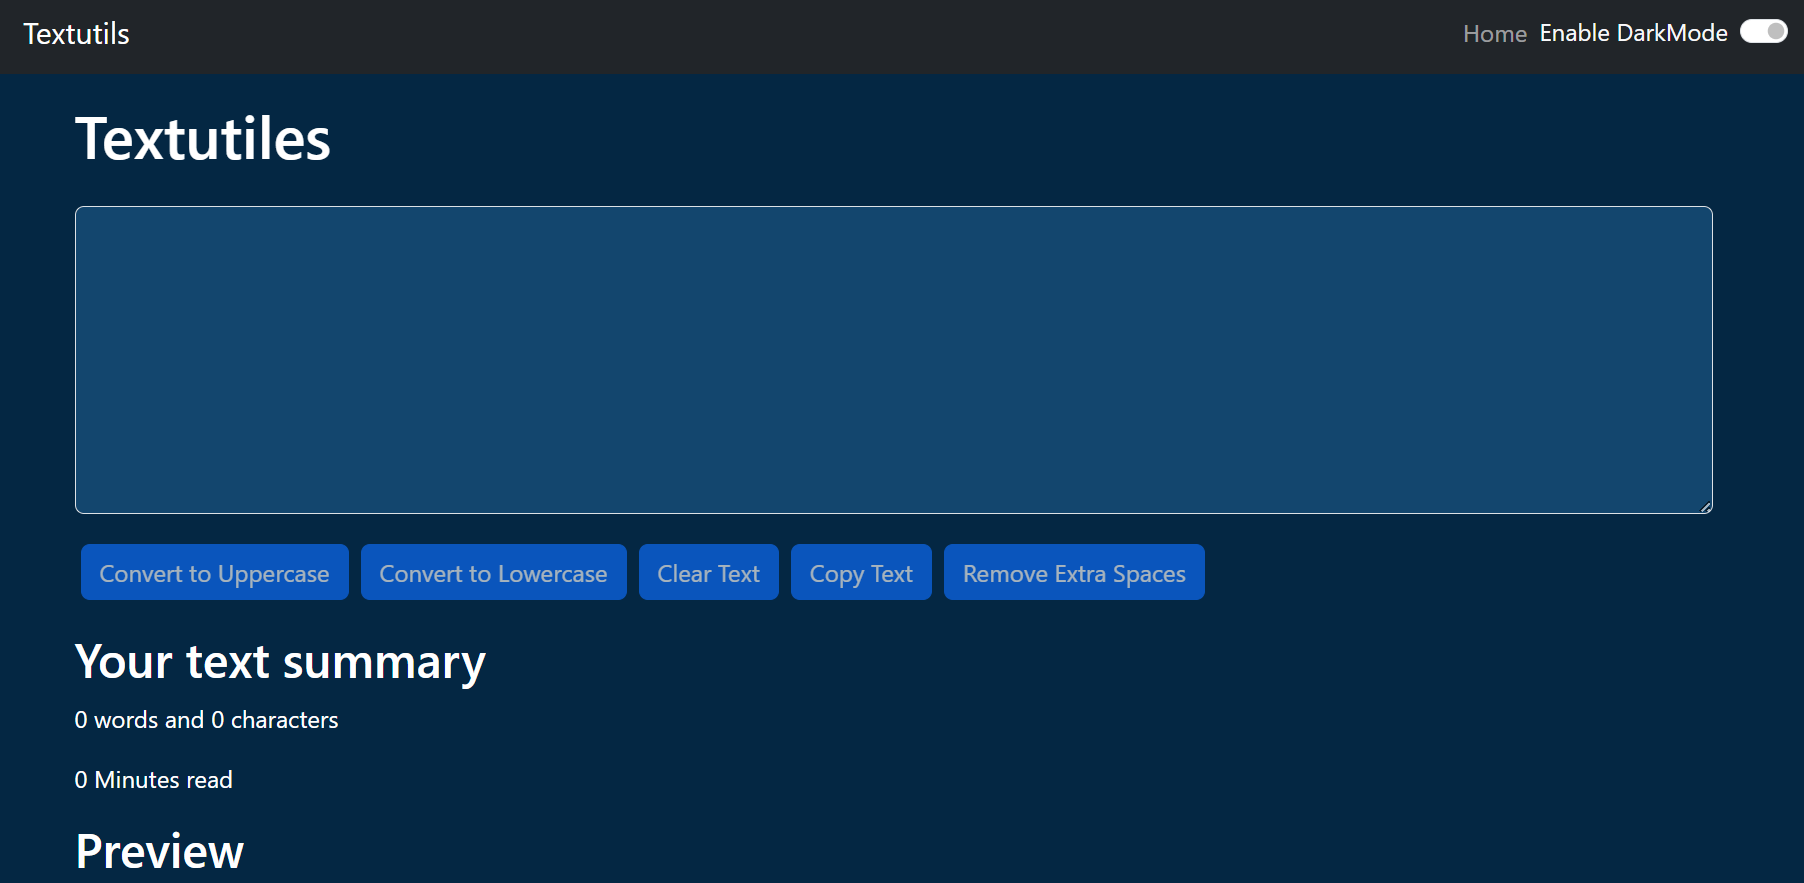 Textutils Home Enable DarkMode
Textutiles
Convert to Uppercase Convert to Lowercase Clear Text Copy Text Remove Extra Spaces
Your text summary
0 words and 0 characters
0 Minutes read
Preview